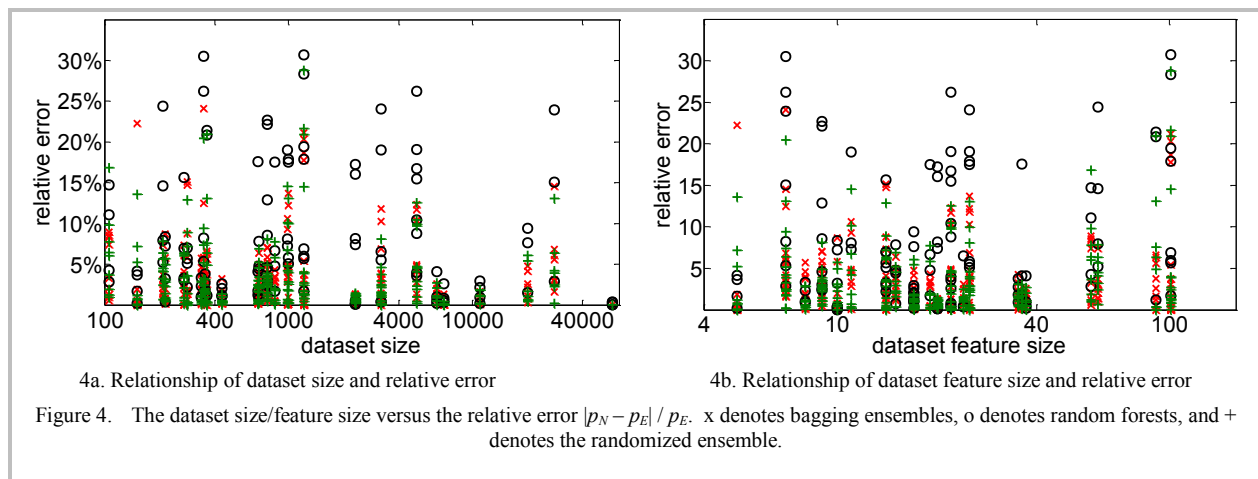 relative error
30%
25%
20%
15%
10%
5%
100 400 1000 4000 10000 40000
dataset size
4a. Relationship of dataset size and relative error
relative error
30
25
20
15
10
5
4 10 40 100
dataset feature size
4b. Relationship of dataset feature size and relative error
Figure 4. The dataset size/feature size versus the relative error |pN – pE| / pE. x denotes bagging ensembles, o denotes random forests, and +
denotes the randomized ensemble.